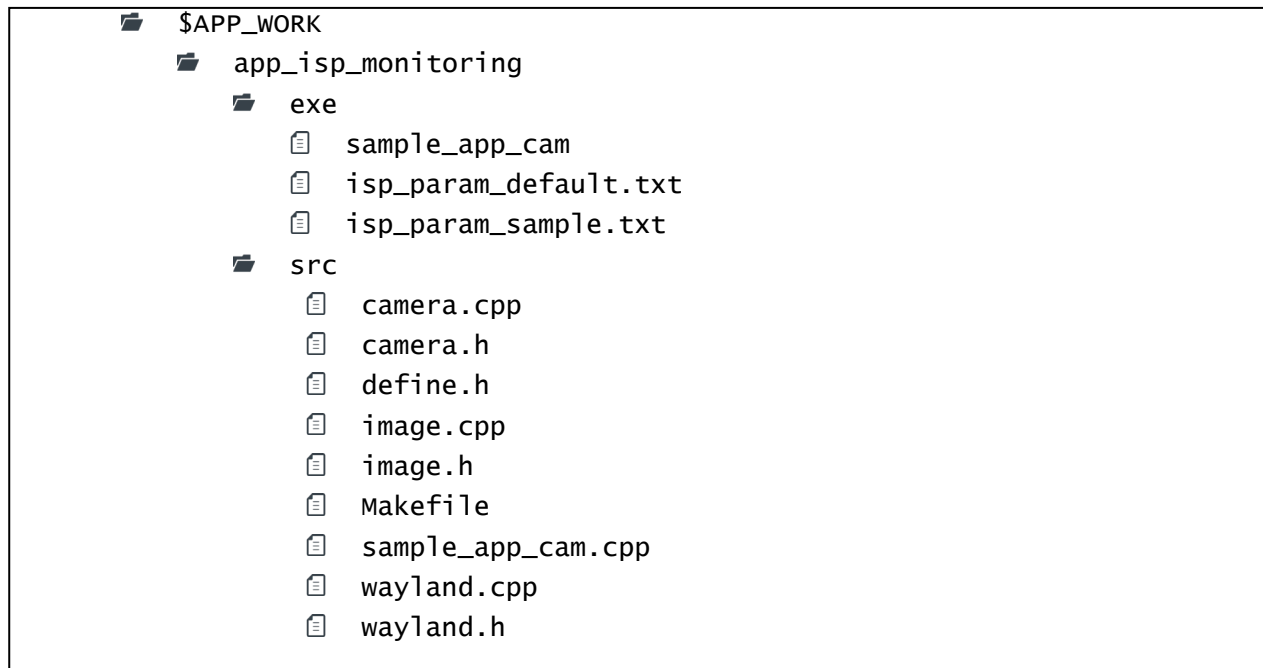 $APP_WORK
app_isp_monitoring
exe
sample_app_cam
isp_param_default.txt
isp_param_sample.txt
src
camera.cpp
camera.h
define.h
image.cpp
image.h
Makefile
sample_app_cam.cpp
wayland.cpp
wayland.h